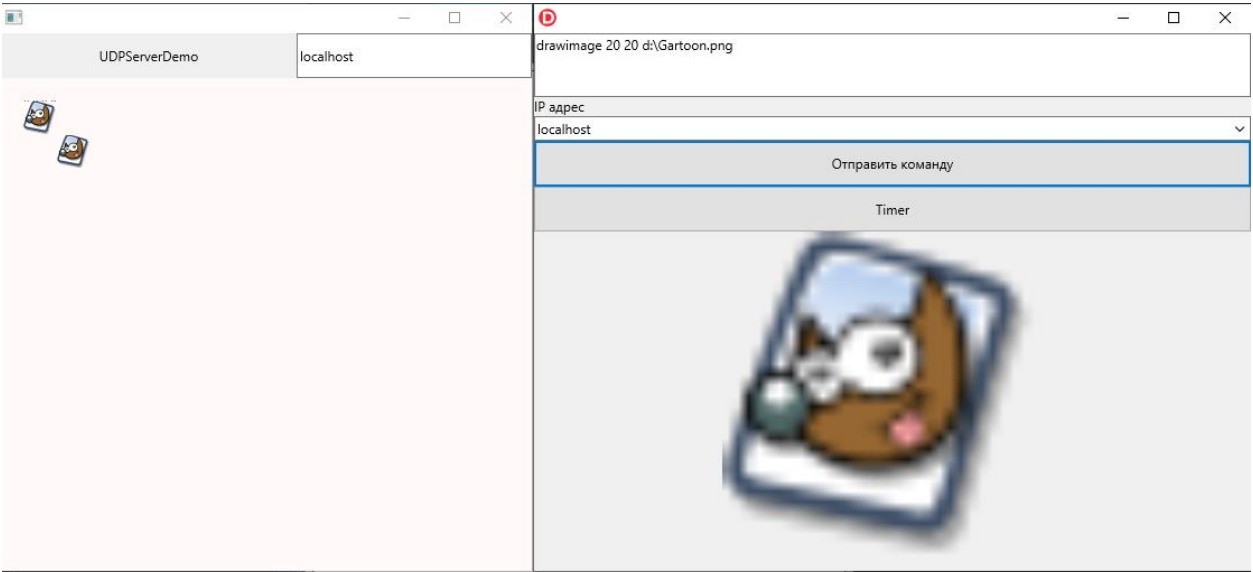 UDPServerDemo
localhost
drawimage 20 20 d:\Gartoon.png
IP адрес
localhost
Отправить команду
Timer